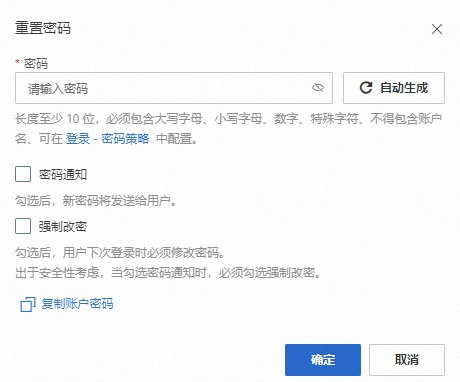 重置密码
* 密码
请输入密码
自动生成
长度至少 10 位，必须包含大写字母、小写字母、数字、特殊字符、不得包含账户
名、可在 登录 - 密码策略 中配置。
密码通知
勾选后，新密码将发送给用户。
强制改密
勾选后，用户下次登录时必须修改密码。
出于安全性考虑，当勾选密码通知时，必须勾选强制改密。
复制账户密码
确定
取消